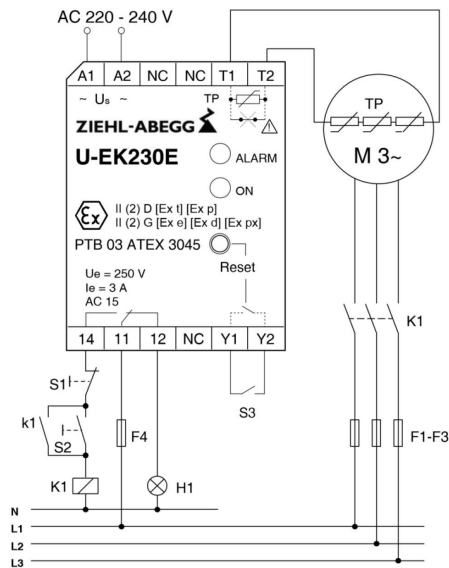 AC 220 - 240 V
A1 A2 NC NC T1 T2
~ Us ~
TP
TP
ZIEHL-ABEGG
U-EK230E
ALARM
M 3~
ON
Ex
II (2) D [Ex t] [Ex p]
II (2) G [Ex e] [Ex d] [Ex px]
PTB 03 ATEX 3045
Reset
Ue = 250 V
Ie = 3 A
AC 15
K1
14 11 12 NC Y1 Y2
S1
S3
k1
S2
F4
F1-F3
K1
H1
N
L1
L2
L3